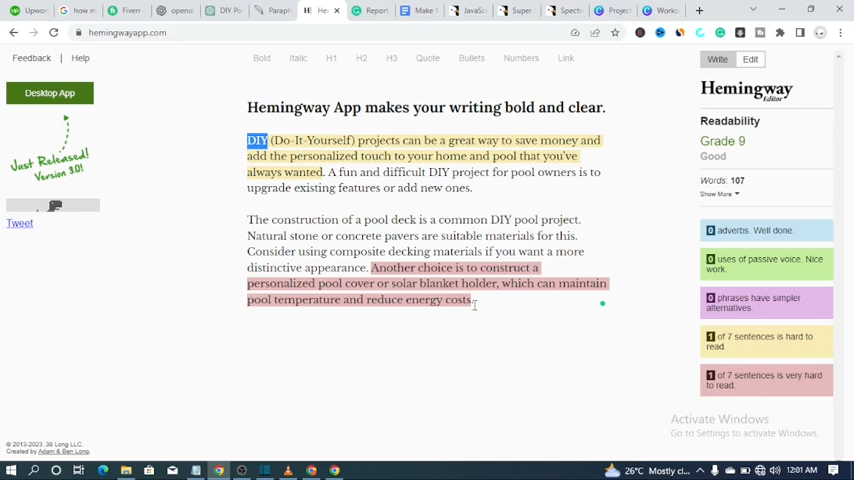 Upwor
how m
Fiverr
openai
DIY Po
Paraph
He
Report
Make
JavaSc
Super
Spectr
Project
Worko
hemingwayapp.com
Feedback
Help
Bold
Italic
H1
H2
H3
Quote
Bullets
Numbers
Link
Write
Edit
Desktop App
Just Released!
Version 3.0!
Tweet
Hemingway App makes your writing bold and clear.
DIY (Do-It-Yourself) projects can be a great way to save money and
add the personalized touch to your home and pool that you've
always wanted. A fun and difficult DIY project for pool owners is to
upgrade existing features or add new ones.
The construction of a pool deck is a common DIY pool project.
Natural stone or concrete pavers are suitable materials for this.
Consider using composite decking materials if you want a more
distinctive appearance. Another choice is to construct a
personalized pool cover or solar blanket holder, which can maintain
pool temperature and reduce energy costs.
Hemingway
Editor
Readability
Grade 9
Good
Words: 107
Show More
0 adverbs. Well done.
0 uses of passive voice. Nice
work.
0 phrases have simpler
alternatives.
1 of 7 sentences is hard to
read.
1 of 7 sentences is very hard
to read.
Activate Windows
Go to Settings to activate Windows.
© 2013-2023 .38 Long LLC.
Created by Adam & Ben Long.
26°C Mostly cl...
12:01 AM